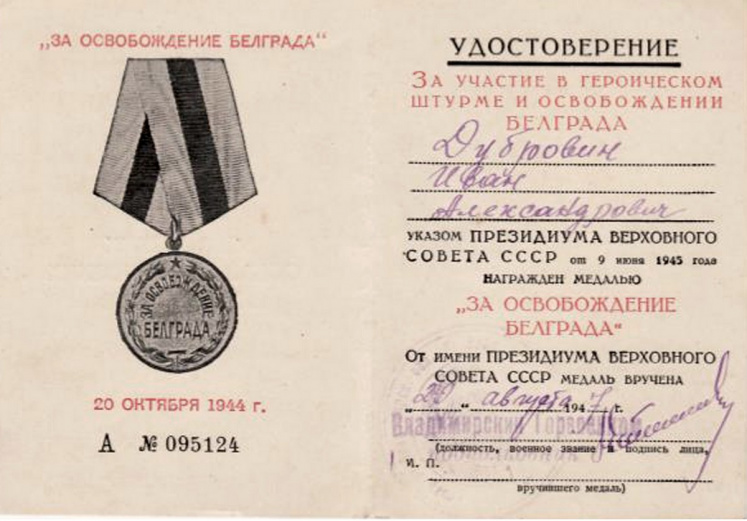 „ЗА ОСВОБОЖДЕНИЕ БЕЛГРАДА“
ЗА ОСВОБОЖДЕНИЕ
БЕЛГРАДА
20 ОКТЯБРЯ 1944 г.
А № 095124
УДОСТОВЕРЕНИЕ
ЗА УЧАСТИЕ В ГЕРОИЧЕСКОМ
ШТУРМЕ И ОСВОБОЖДЕНИИ
БЕЛГРАДА
Дубровин
Иван
Александрович
УКАЗОМ ПРЕЗИДИУМА ВЕРХОВНОГО
СОВЕТА СССР от 9 июня 1945 года
НАГРАЖДЕН МЕДАЛЬЮ
„ЗА ОСВОБОЖДЕНИЕ
БЕЛГРАДА“
От имени ПРЕЗИДИУМА ВЕРХОВНОГО
СОВЕТА СССР МЕДАЛЬ ВРУЧЕНА
августа 1947 г.
Владимирский Горвоенком
(должность, военное звание и подпись лица,
М. П.
вручившего медаль)